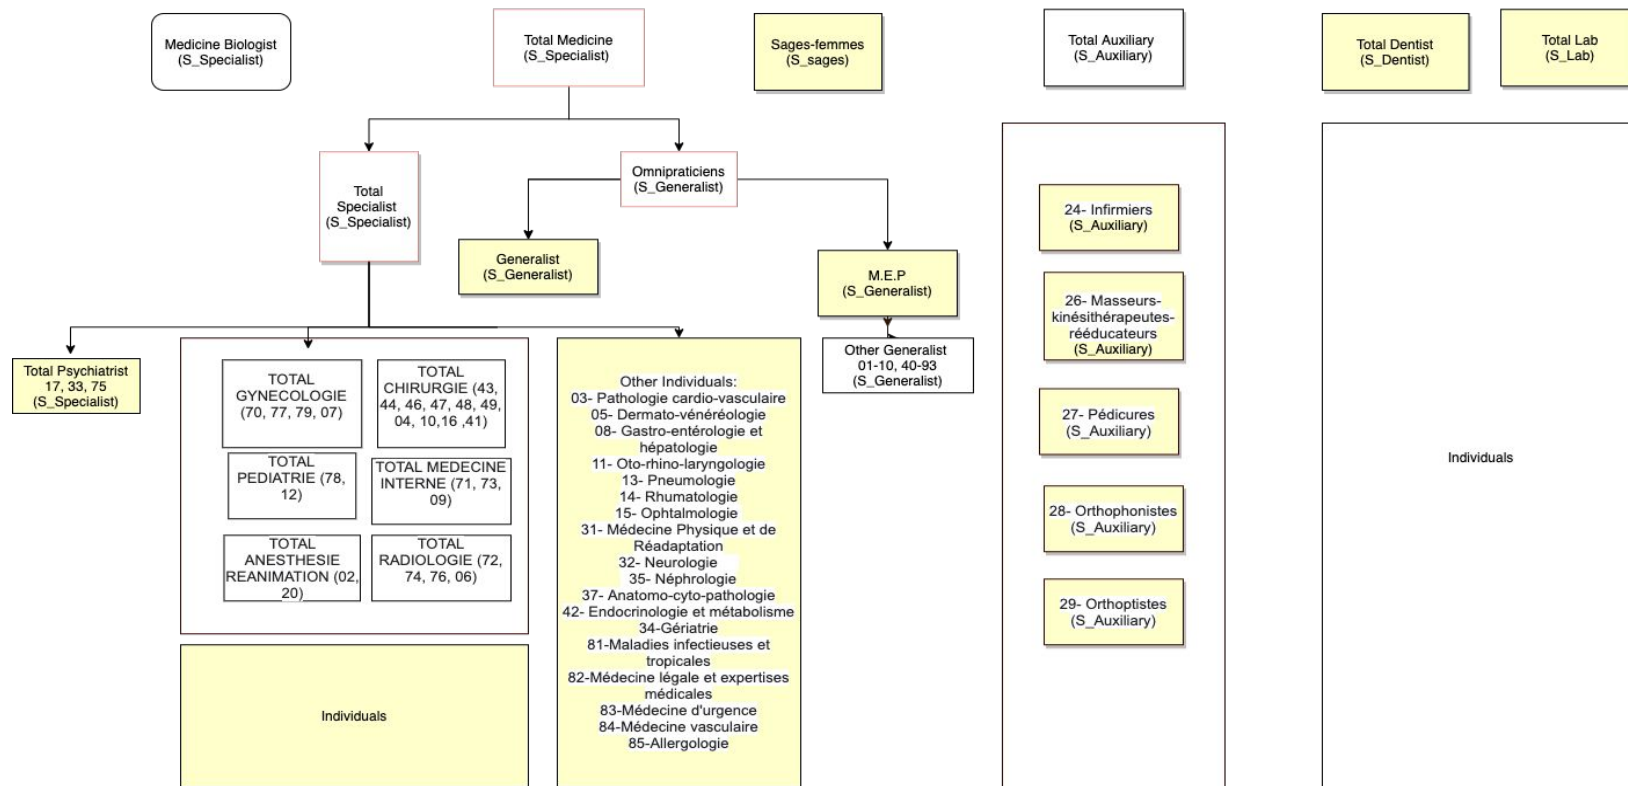 Medicine Biologist
(S_Specialist)
Total Medicine
(S_Specialist)
Sages-femmes
(S_sages)
Total Auxiliary
(S_Auxiliary)
Total Dentist
(S_Dentist)
Total Lab
(S_Lab)
Total
Specialist
(S_Specialist)
Omnipraticiens
(S_Generalist)
Generalist
(S_Generalist)
M.E.P
(S_Generalist)
Other Generalist
01-10, 40-93
(S_Generalist)
Total Psychiatrist
17, 33, 75
(S_Specialist)
TOTAL
GYNECOLOGIE
(70, 77, 79, 07)
TOTAL
CHIRURGIE (43,
44, 46, 47, 48, 49,
04, 10,16 ,41)
TOTAL
PEDIATRIE (78,
12)
TOTAL MEDECINE
INTERNE (71, 73,
09)
TOTAL
ANESTHESIE
REANIMATION (02,
20)
TOTAL
RADIOLOGIE (72,
74, 76, 06)
Individuals
Other Individuals:
03- Pathologie cardio-vasculaire
05- Dermato-vénéréologie
08- Gastro-entérologie et
hépatologie
11- Oto-rhino-laryngologie
13- Pneumologie
14- Rhumatologie
15- Ophtalmologie
31- Médecine Physique et de
Réadaptation
32- Neurologie
35- Néphrologie
37- Anatomo-cyto-pathologie
42- Endocrinologie et métabolisme
34-Gériatrie
81-Maladies infectieuses et
tropicales
82-Médecine légale et expertises
médicales
83-Médecine d'urgence
84-Médecine vasculaire
85-Allergologie
24- Infirmiers
(S_Auxiliary)
26- Masseurs-
kinésithérapeutes-
rééducateurs
(S_Auxiliary)
27- Pédicures
(S_Auxiliary)
28- Orthophonistes
(S_Auxiliary)
29- Orthoptistes
(S_Auxiliary)
Individuals